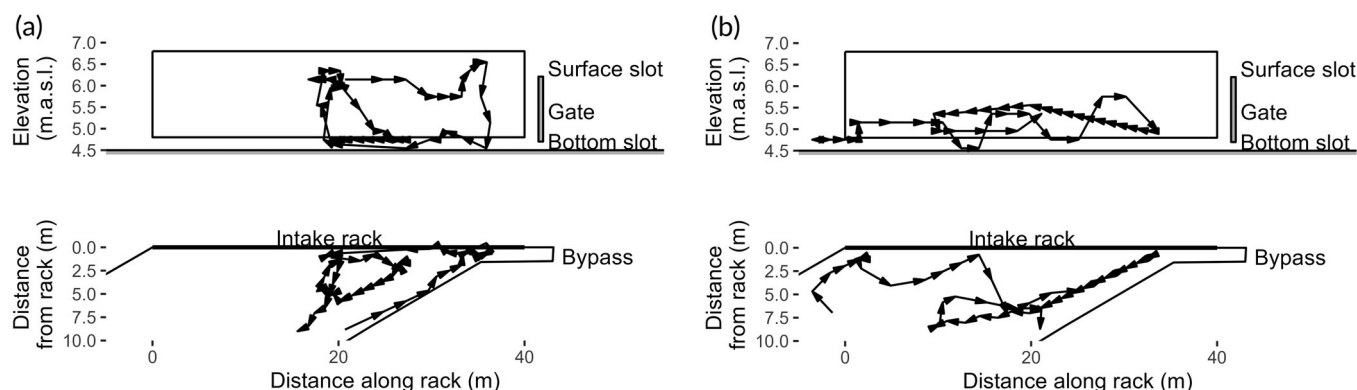 (a)
Elevation
(m.a.s.l.)
7.0
6.5
6.0
5.5
5.0
4.5
Surface slot
Gate
Bottom slot
Distance
from rack (m)
0.0
2.5
5.0
7.5
10.0
Intake rack
Bypass
0
20
40
Distance along rack (m)
(b)
Elevation
(m.a.s.l.)
7.0
6.5
6.0
5.5
5.0
4.5
Surface slot
Gate
Bottom slot
Distance
from rack (m)
0.0
2.5
5.0
7.5
10.0
Intake rack
Bypass
0
20
40
Distance along rack (m)